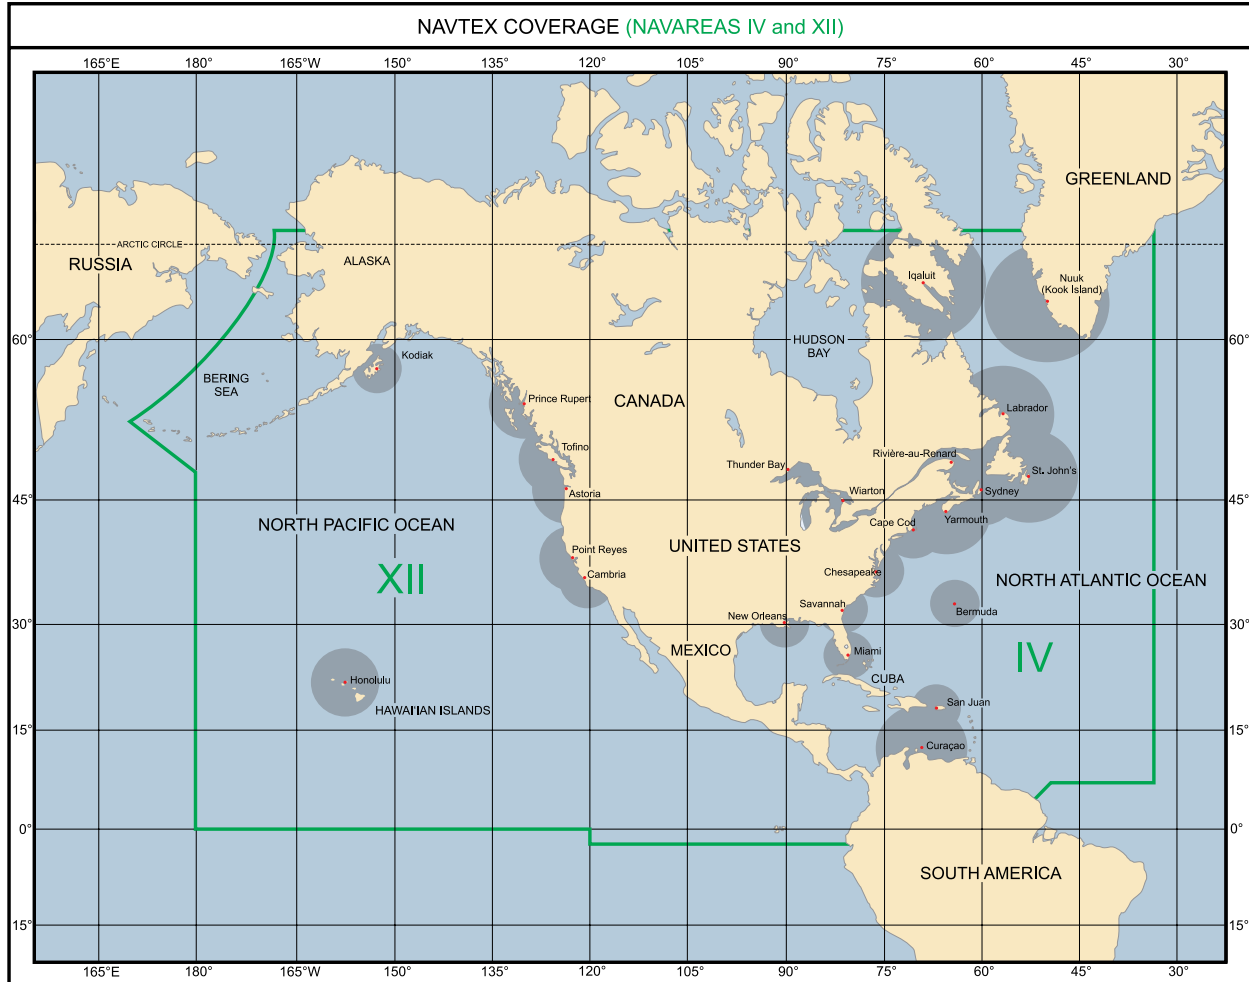 NAVTEX COVERAGE (NAVAREAS IV and XII)
165°E 180° 165°W 150° 135° 120° 105° 90° 75° 60° 45° 30°
GREENLAND
ARCTIC CIRCLE
RUSSIA
ALASKA
Iqaluit
Nuuk
(Kook Island)
60° 60°
HUDSON
BAY
Kodiak
BERING
SEA
Prince Rupert
CANADA
Labrador
Tofino
Rivière-au-Renard
Thunder Bay
St. John's
Wiarton
Sydney
Astoria
45° 45°
NORTH PACIFIC OCEAN
Cape Cod
Yarmouth
UNITED STATES
Point Reyes
Cambria
Chesapeake
XII
NORTH ATLANTIC OCEAN
Savannah
Bermuda
New Orleans
30° 30°
MEXICO
Miami
IV
CUBA
Honolulu
HAWAI'IAN ISLANDS
San Juan
15° 15°
Curaçao
0° 0°
SOUTH AMERICA
15° 15°
165°E 180° 165°W 150° 135° 120° 105° 90° 75° 60° 45° 30°